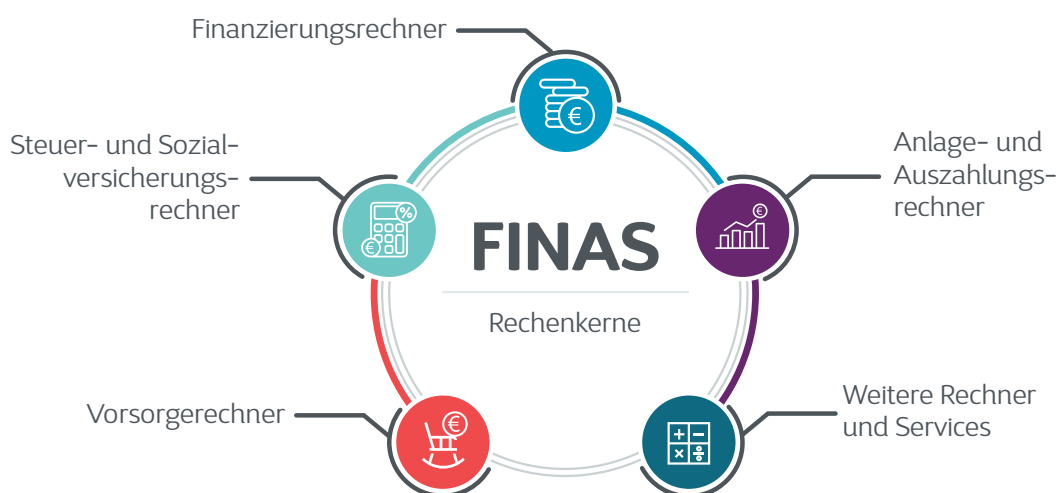 Finanzierungsrechner
Steuer- und Sozial-
versicherungs-
rechner
Anlage- und
Auszahlungs-
rechner
FINAS
Rechenkerne
Vorsorgerechner
Weitere Rechner
und Services